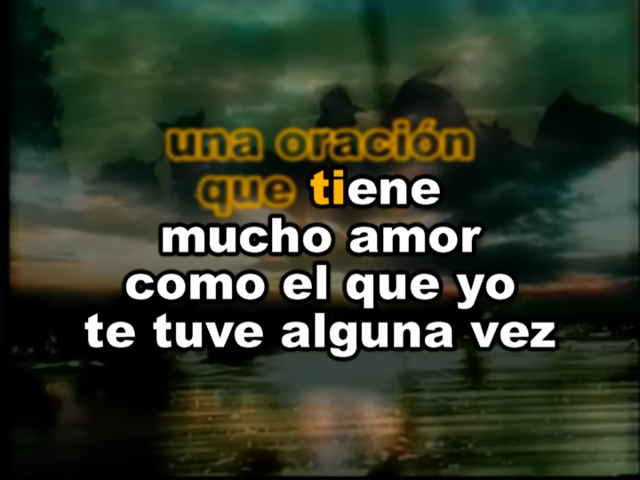 una oración
que tiene
mucho amor
como el que yo
te tuve alguna vez